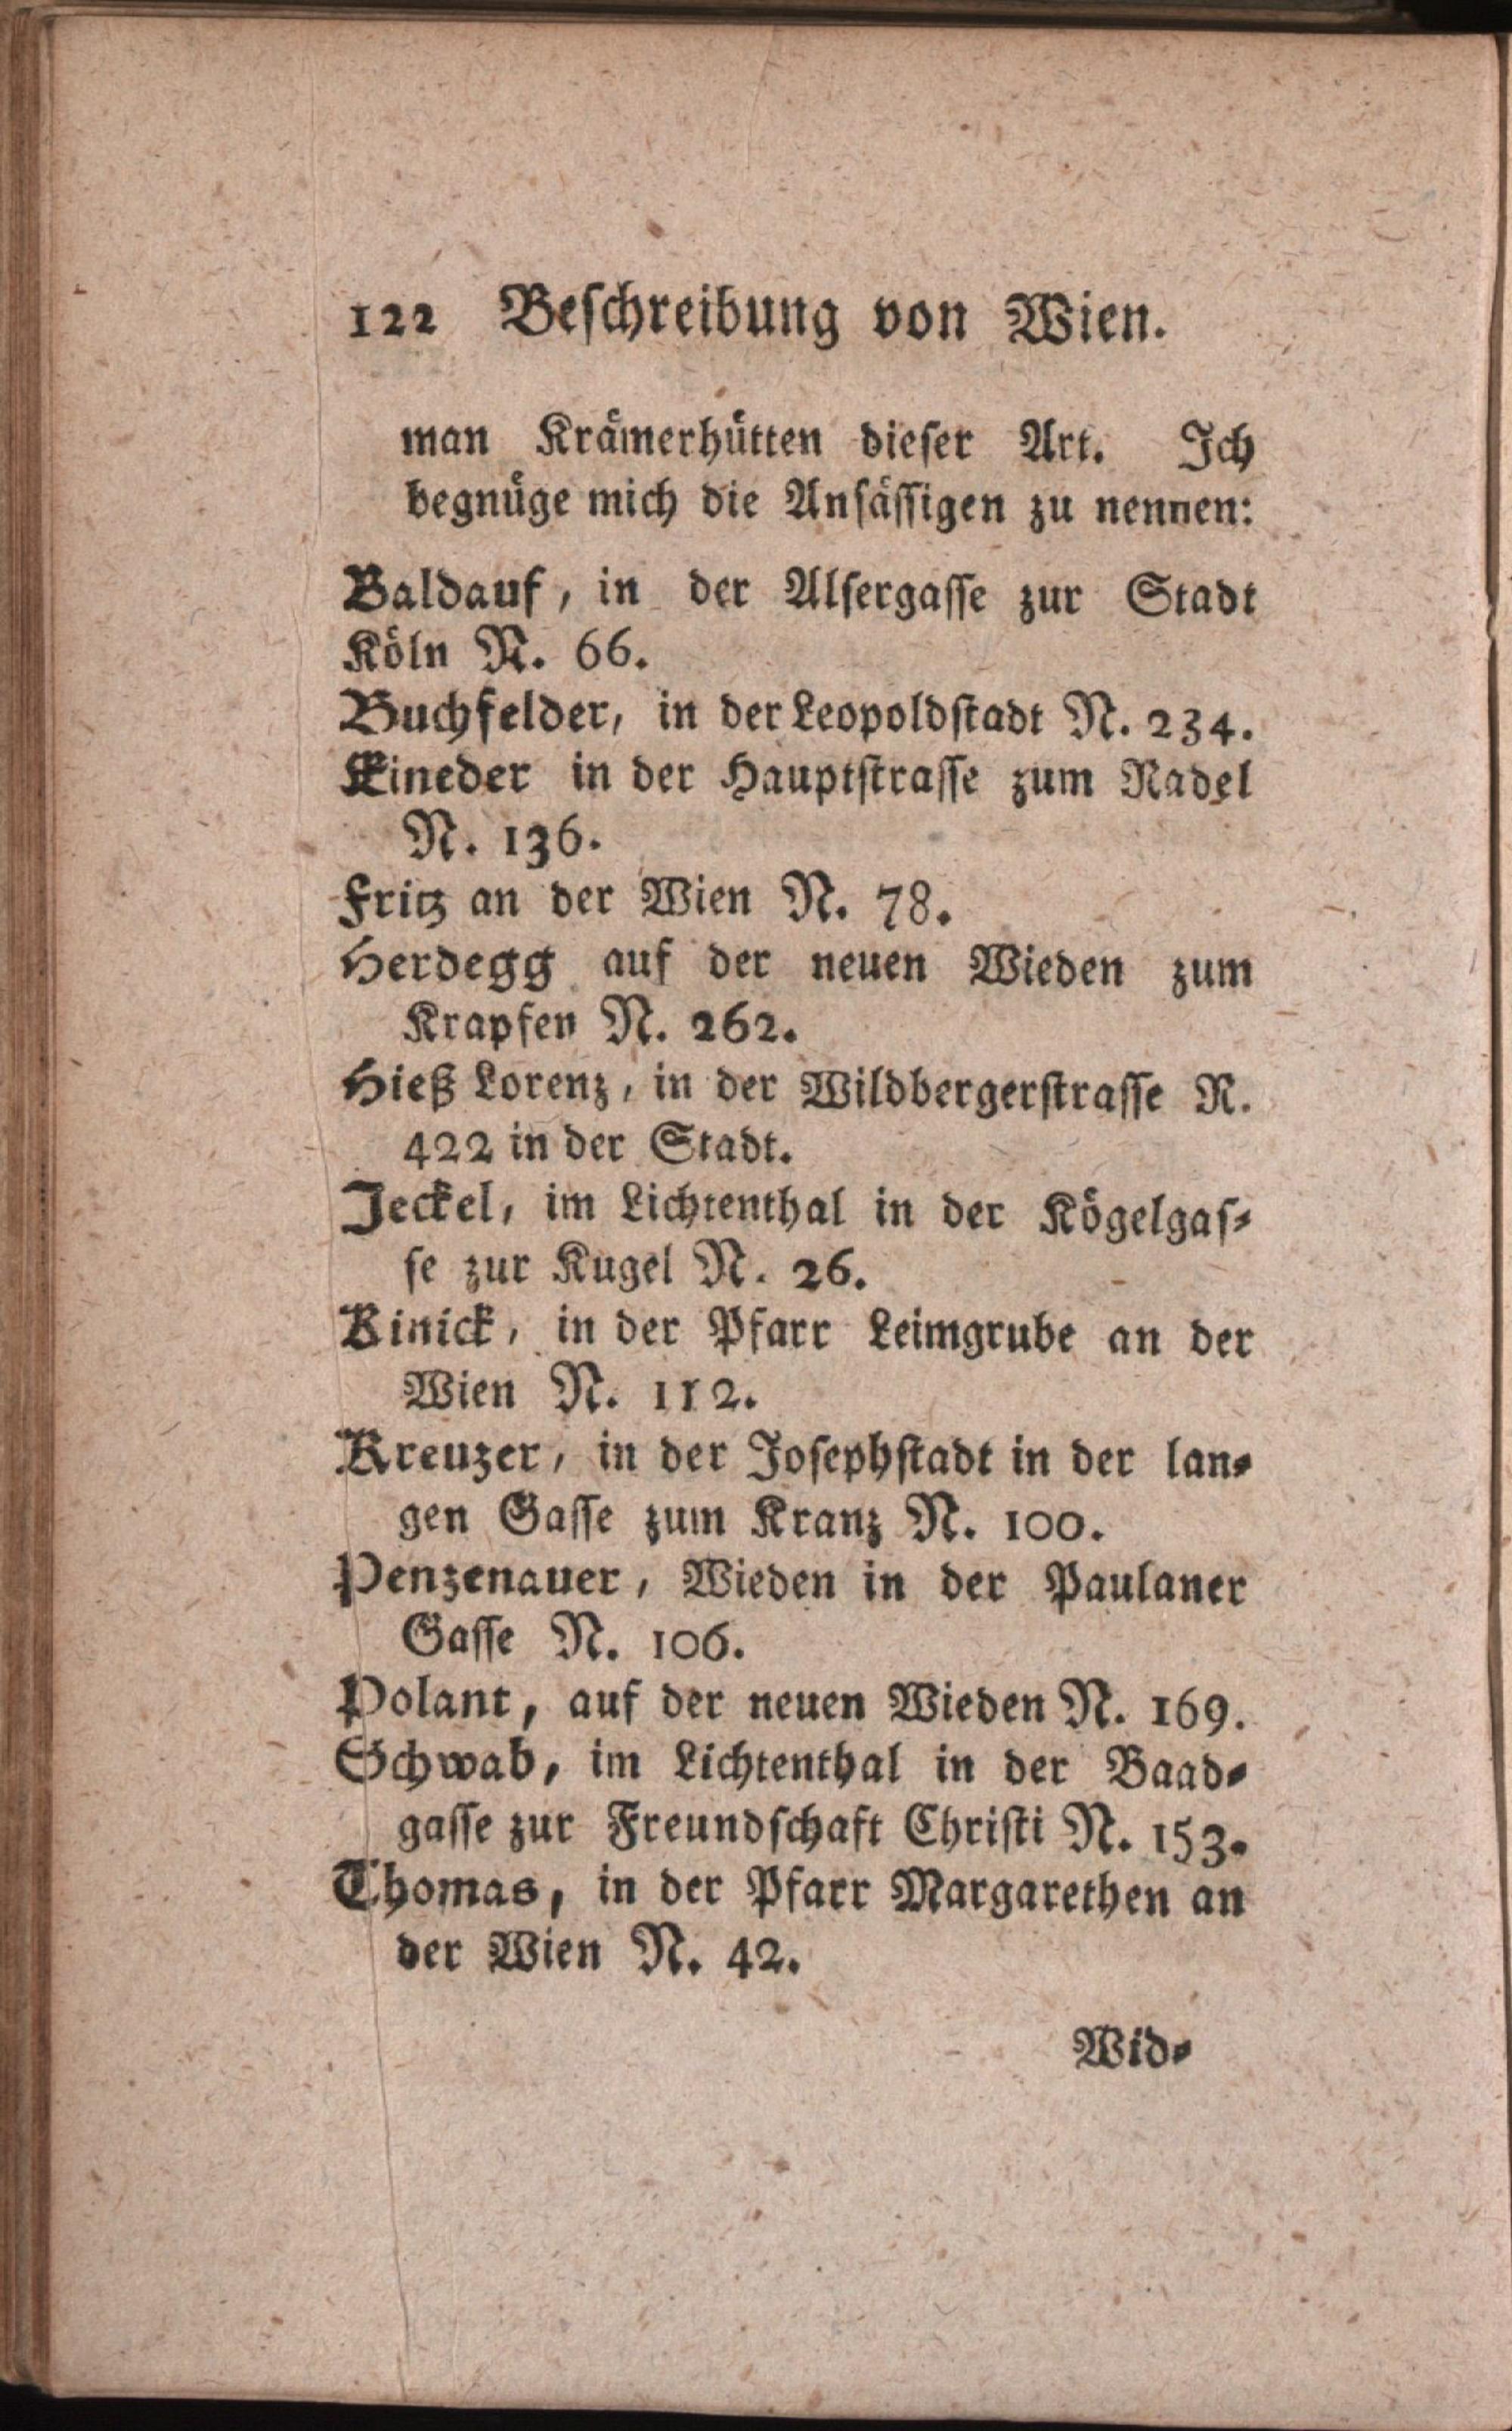 122 Beschreibung von Wien.
man Krämerhütten dieser Art. Ich
begnüge mich die Ansässigen zu nennen:
Baldauf, in der Alsergasse zur Stadt
Köln N. 66.
Buchfelder, in der Leopoldstadt N. 234.
Eineder in der Hauptstrasse zum Nadel
N. 136.
Fritz an der Wien N. 78.
Herdegg auf der neuen Wieden zum
Krapfen N. 262.
Hieß Lorenz, in der Wildbergerstrasse N.
422 in der Stadt.
Jeckel, im Lichtenthal in der Kögelgas-
se zur Kugel N. 26.
Kinick, in der Pfarr Leimgrube an der
Wien N. 112.
Kreuzer, in der Josephstadt in der lan-
gen Gasse zum Kranz N. 100.
Penzenauer, Wieden in der Paulaner
Gasse N. 106.
Polant, auf der neuen Wieden N. 169.
Schwab, im Lichtenthal in der Baad-
gasse zur Freundschaft Christi N. 153.
Thomas, in der Pfarr Margarethen an
der Wien N. 42.
Wid-